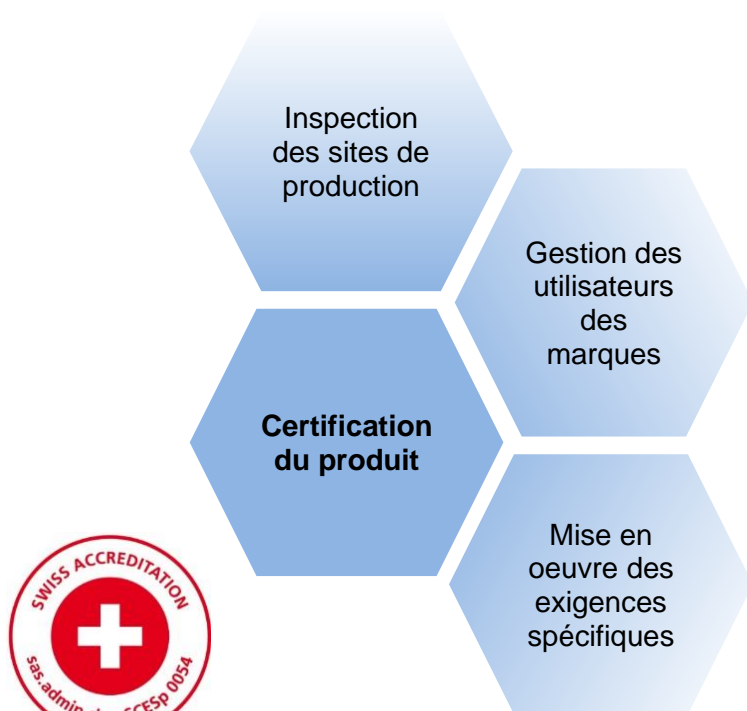 Inspection
des sites de
production
Gestion des
utilisateurs
des
marques
Certification
du produit
Mise en
oeuvre des
exigences
spécifiques
SWISS ACCREDITATION
sas.admin.ch SCESp 0054